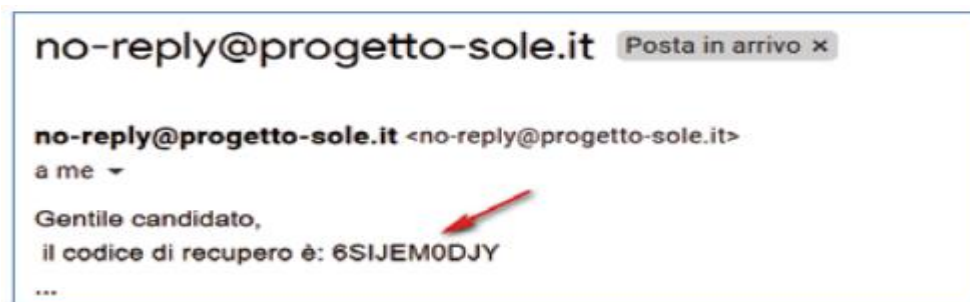 no-reply@progetto-sole.it Posta in arrivo ×
no-reply@progetto-sole.it <no-reply@progetto-sole.it>
a me
Gentile candidato,
il codice di recupero è: 6SIJEM0DJY
...